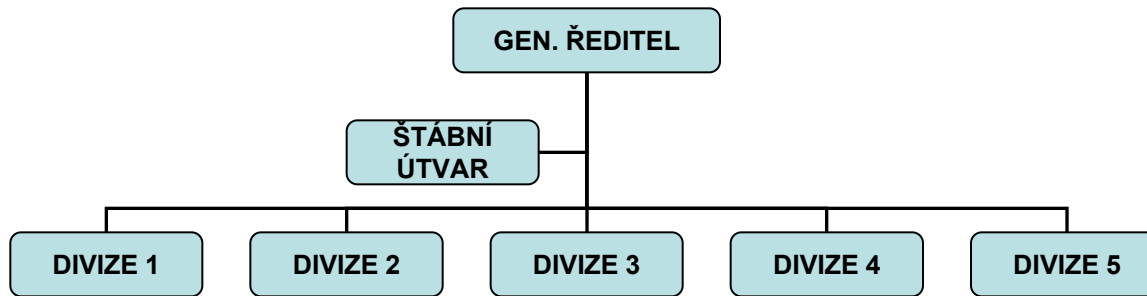 GEN. ŘEDITEL
ŠTÁBNÍ
ÚTVAR
DIVIZE 1
DIVIZE 2
DIVIZE 3
DIVIZE 4
DIVIZE 5